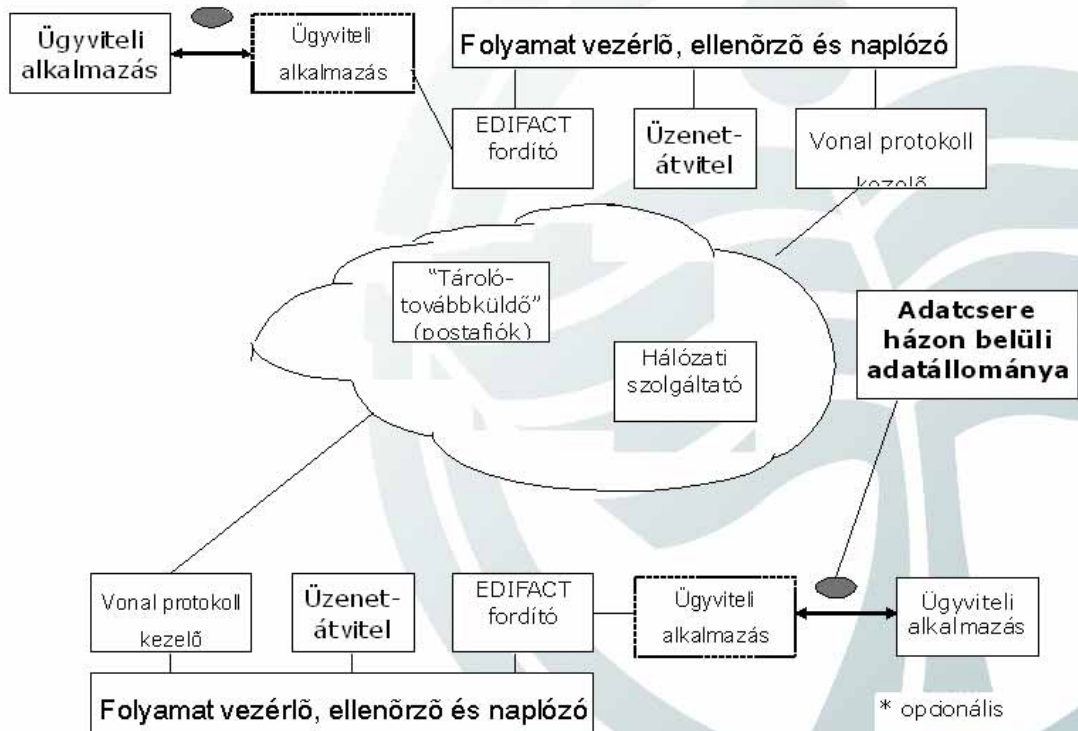 Ügyviteli
alkalmazás
Ügyviteli
alkalmazás
Folyamat vezérlõ, ellenõrzõ és naplózó
EDIFACT
fordító
Üzenet-
átvitel
Vonal protokoll
kezelő
"Tároló-
továbbküldő"
(postafiók)
Hálózati
szolgáltató
Adatcsere
házon belüli
adatállománya
Vonal protokoll
kezelő
Üzenet-
átvitel
EDIFACT
fordító
Ügyviteli
alkalmazás
Ügyviteli
alkalmazás
Folyamat vezérlõ, ellenõrzõ és naplózó
* opcionális